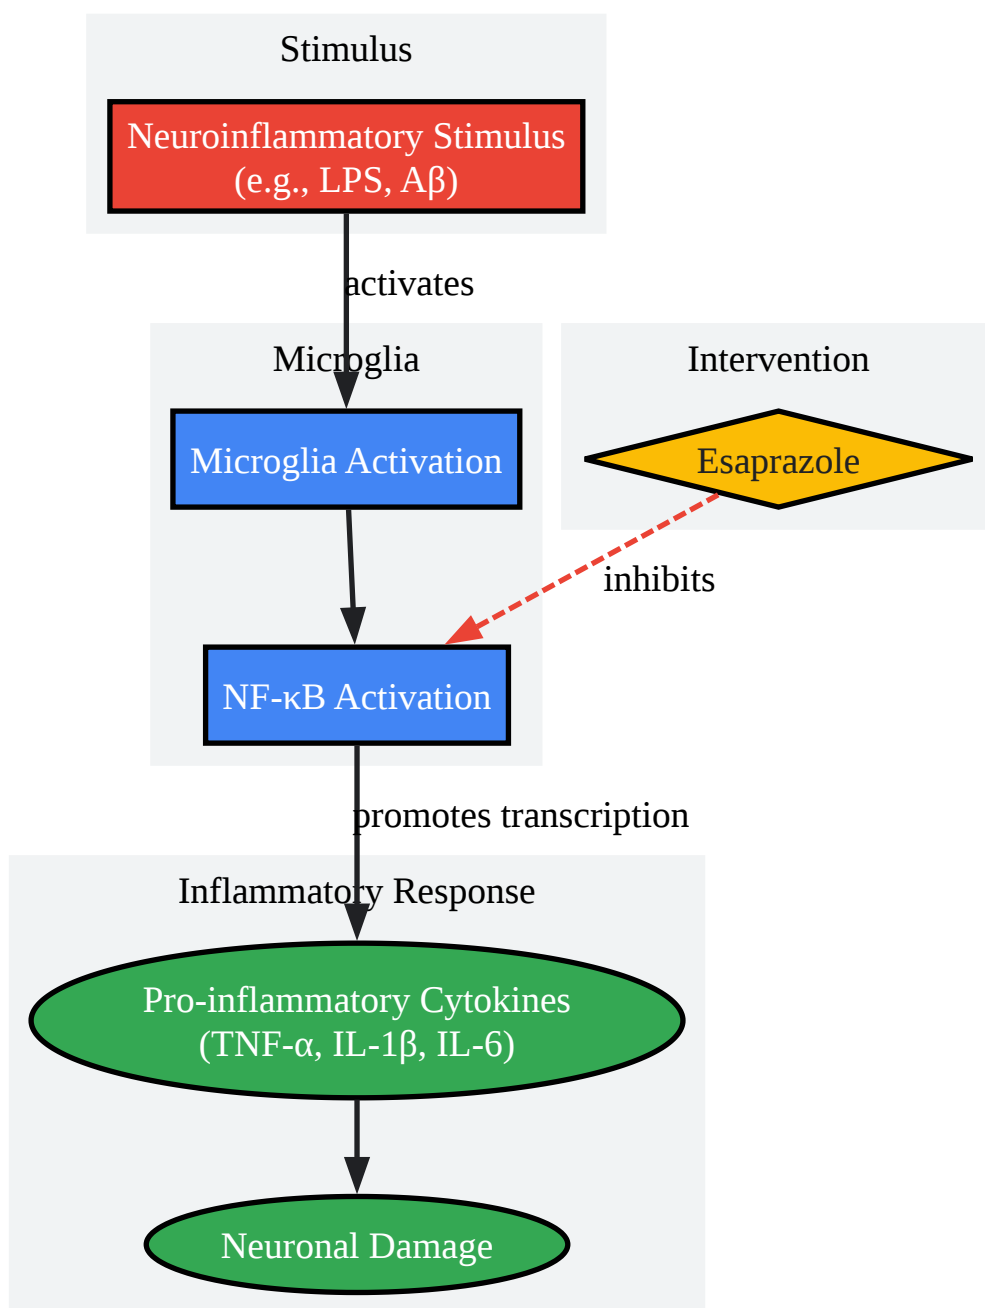 Stimulus
Neuroinflammatory Stimulus
(e.g., LPS, Aβ)
activates
Microglia
Intervention
Microglia Activation
Esaprazole
inhibits
NF-κB Activation
promotes transcription
Inflammatory Response
Pro-inflammatory Cytokines
(TNF-α, IL-1β, IL-6)
Neuronal Damage